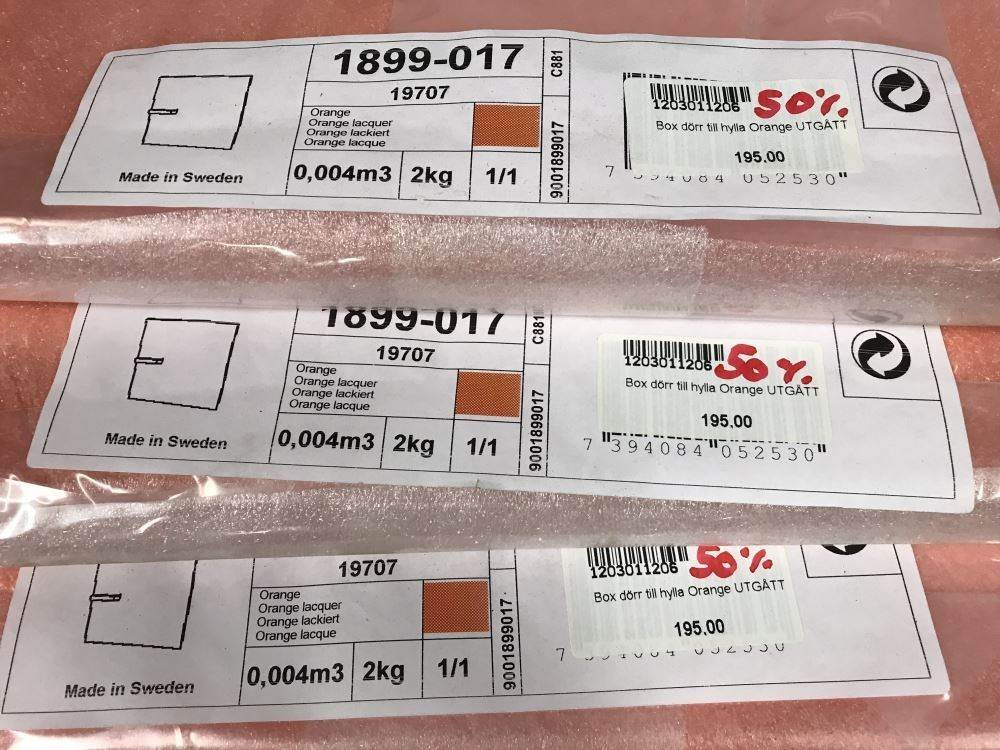 1899-017
19707
Orange
Orange lacquer
Orange lackiert
Orange lacque
0,004m3 2kg 1/1
Made in Sweden
C881
9001899017
1203011206 50%
Box dörr till hylla Orange UTGÅTT
195.00
7 394084 052530"
1899-017
19707
Orange
Orange lacquer
Orange lackiert
Orange lacque
0,004m3 2kg 1/1
Made in Sweden
C881
9001899017
1203011206 50%
Box dörr till hylla Orange UTGÅTT
195.00
7 "394084"052530"
19707
Orange
Orange lacquer
Orange lackiert
Orange lacque
0,004m3 2kg 1/1
Made in Sweden
9001899017
1203011206 50%
Box dörr till hylla Orange UTGÅTT
195.00